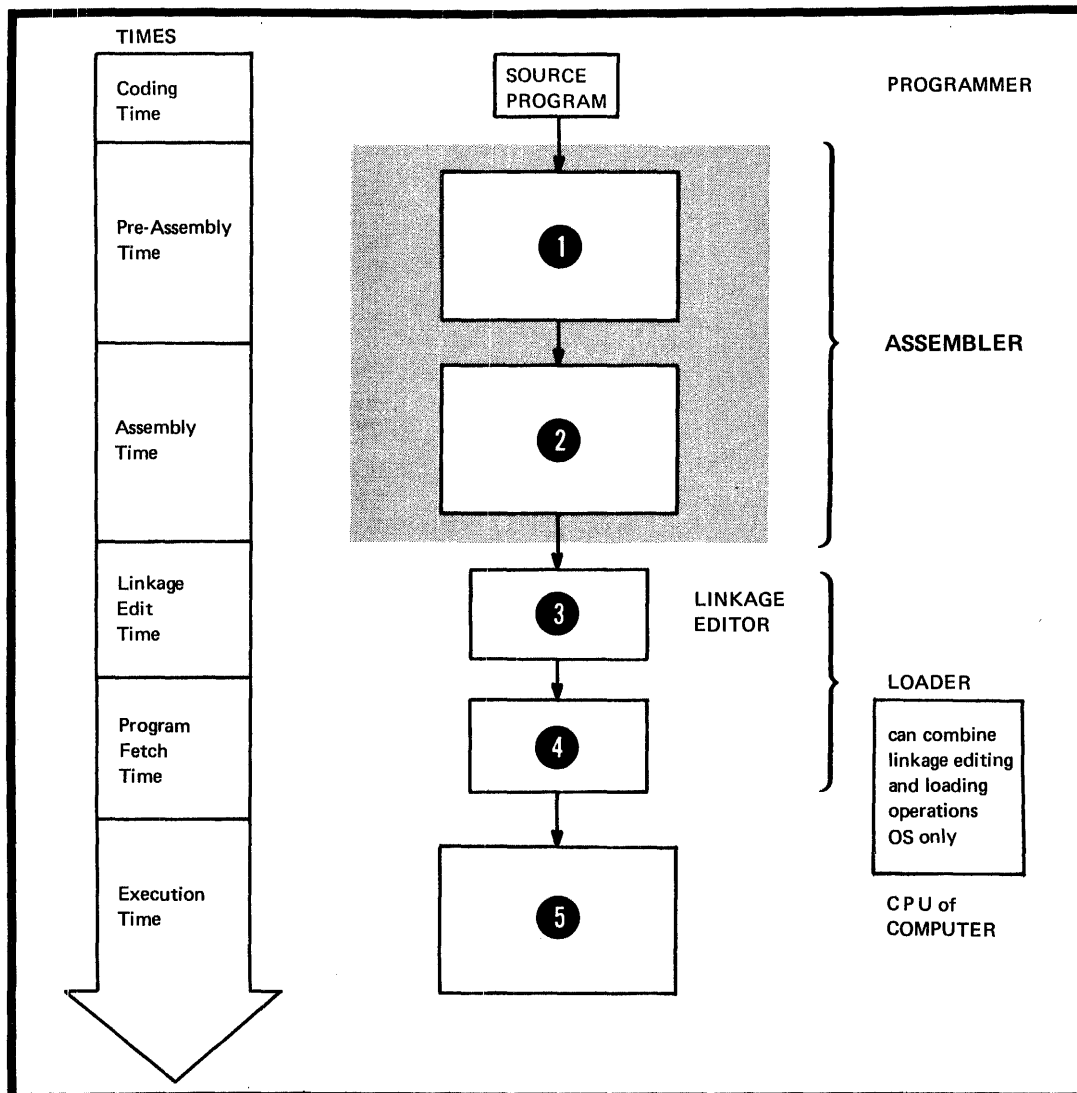 TIMES
Coding
Time
Pre-Assembly
Time
Assembly
Time
Linkage
Edit
Time
Program
Fetch
Time
Execution
Time
SOURCE
PROGRAM
1
2
3
4
5
PROGRAMMER
ASSEMBLER
LINKAGE
EDITOR
LOADER
can combine
linkage editing
and loading
operations
OS only
CPU of
COMPUTER